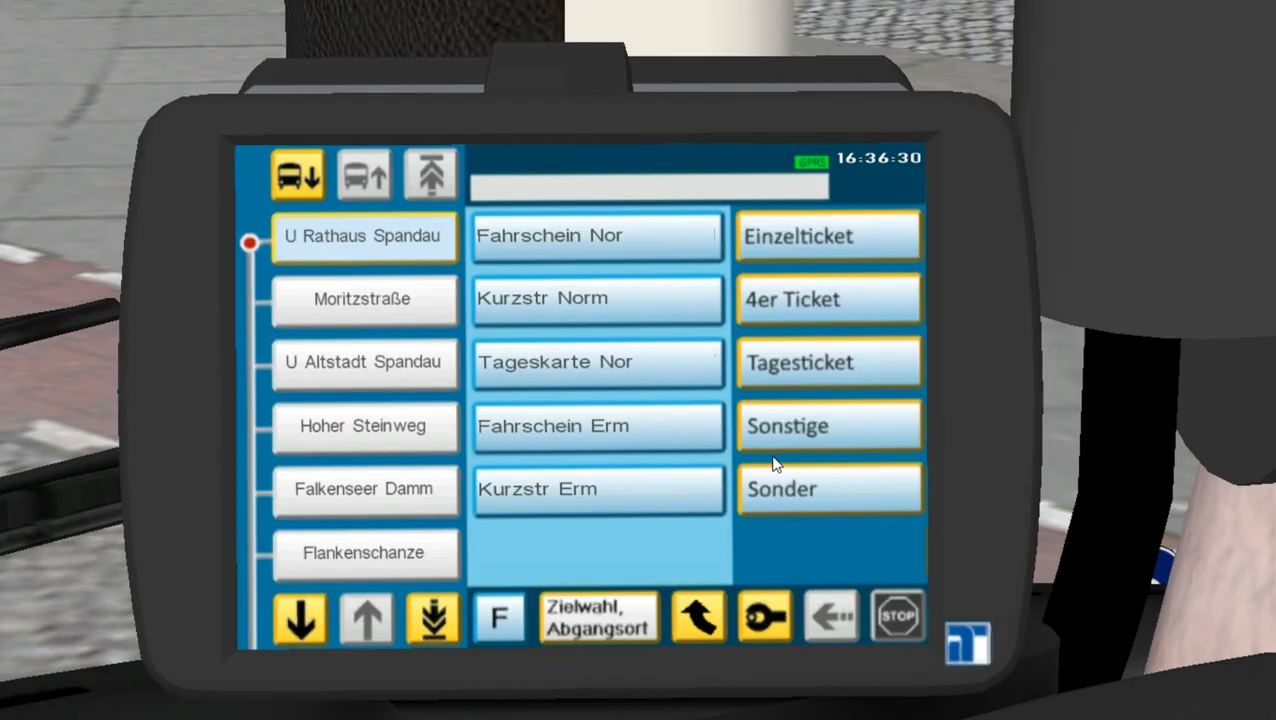 GPRS 16:36:30
U Rathaus Spandau
Moritzstraße
U Altstadt Spandau
Hoher Steinweg
Falkenseer Damm
Flankenschanze
Fahrschein Nor
Kurzstr Norm
Tageskarte Nor
Fahrschein Erm
Kurzstr Erm
Einzelticket
4er Ticket
Tagesticket
Sonstige
Sonder
F
Zielwahl,
Abgangsort
STOP